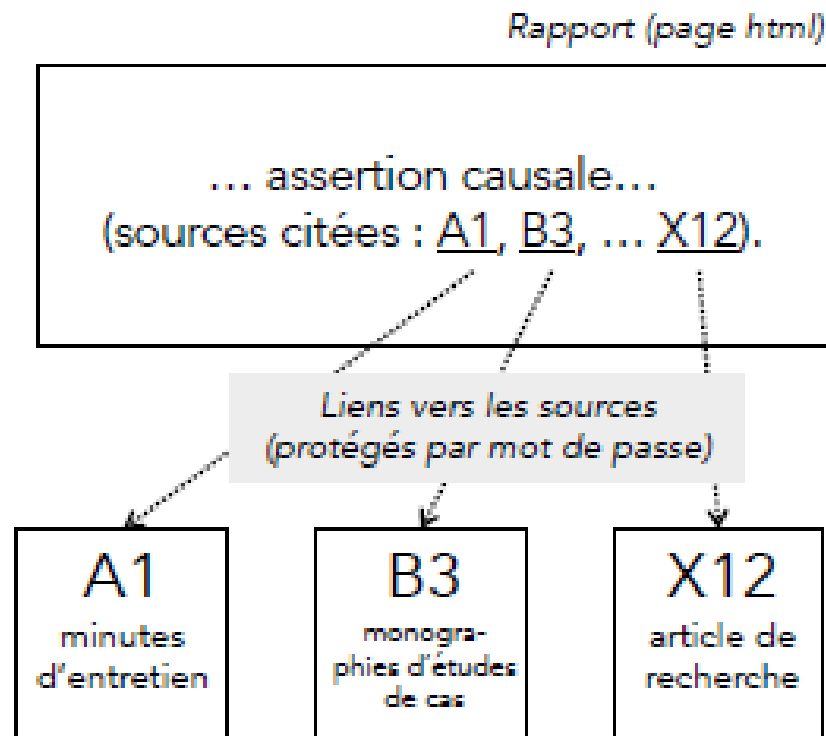 Rapport (page html)
... assertion causale...
(sources citées : A1, B3, ... X12).
Liens vers les sources
(protégés par mot de passe)
A1
minutes
d'entretien
B3
monogra-
phies d'études
de cas
X12
article de
recherche